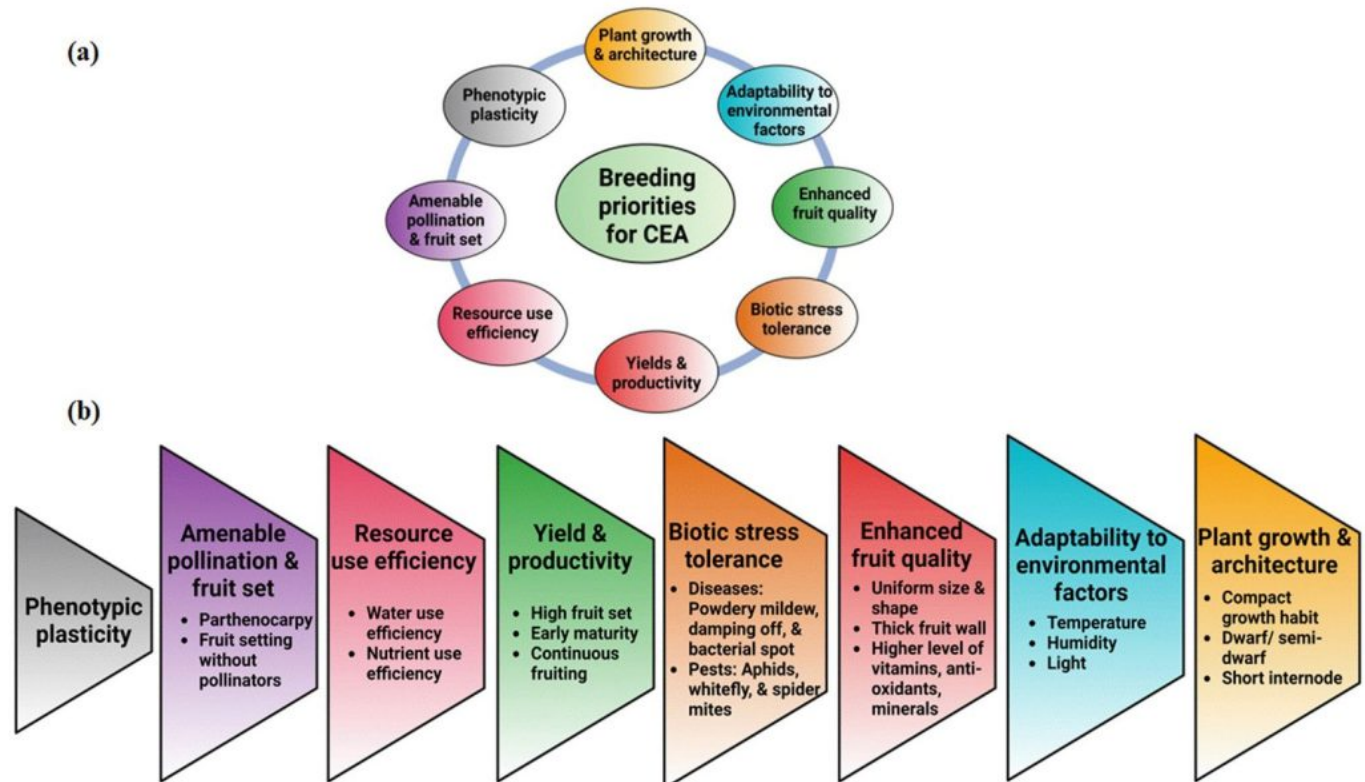 (a)
Plant growth
& architecture
Phenotypic
plasticity
Adaptability to
environmental
factors
Breeding
priorities
for CEA
Amenable
pollination
& fruit set
Enhanced
fruit quality
Resource use
efficiency
Biotic stress
tolerance
Yields &
productivity
(b)
Phenotypic
plasticity
Amenable
pollination &
fruit set
• Parthenocarpy
• Fruit setting
without
pollinators
Resource
use efficiency
• Water use
efficiency
• Nutrient use
efficiency
Yield &
productivity
• High fruit set
• Early maturity
• Continuous
fruiting
Biotic stress
tolerance
• Diseases:
Powdery mildew,
damping off, &
bacterial spot
• Pests: Aphids,
whitefly, & spider
mites
Enhanced
fruit quality
• Uniform size &
shape
• Thick fruit wall
• Higher level of
vitamins, anti-
oxidants,
minerals
Adaptability to
environmental
factors
• Temperature
• Humidity
• Light
Plant growth &
architecture
• Compact
growth habit
• Dwarf/ semi-
dwarf
• Short internode